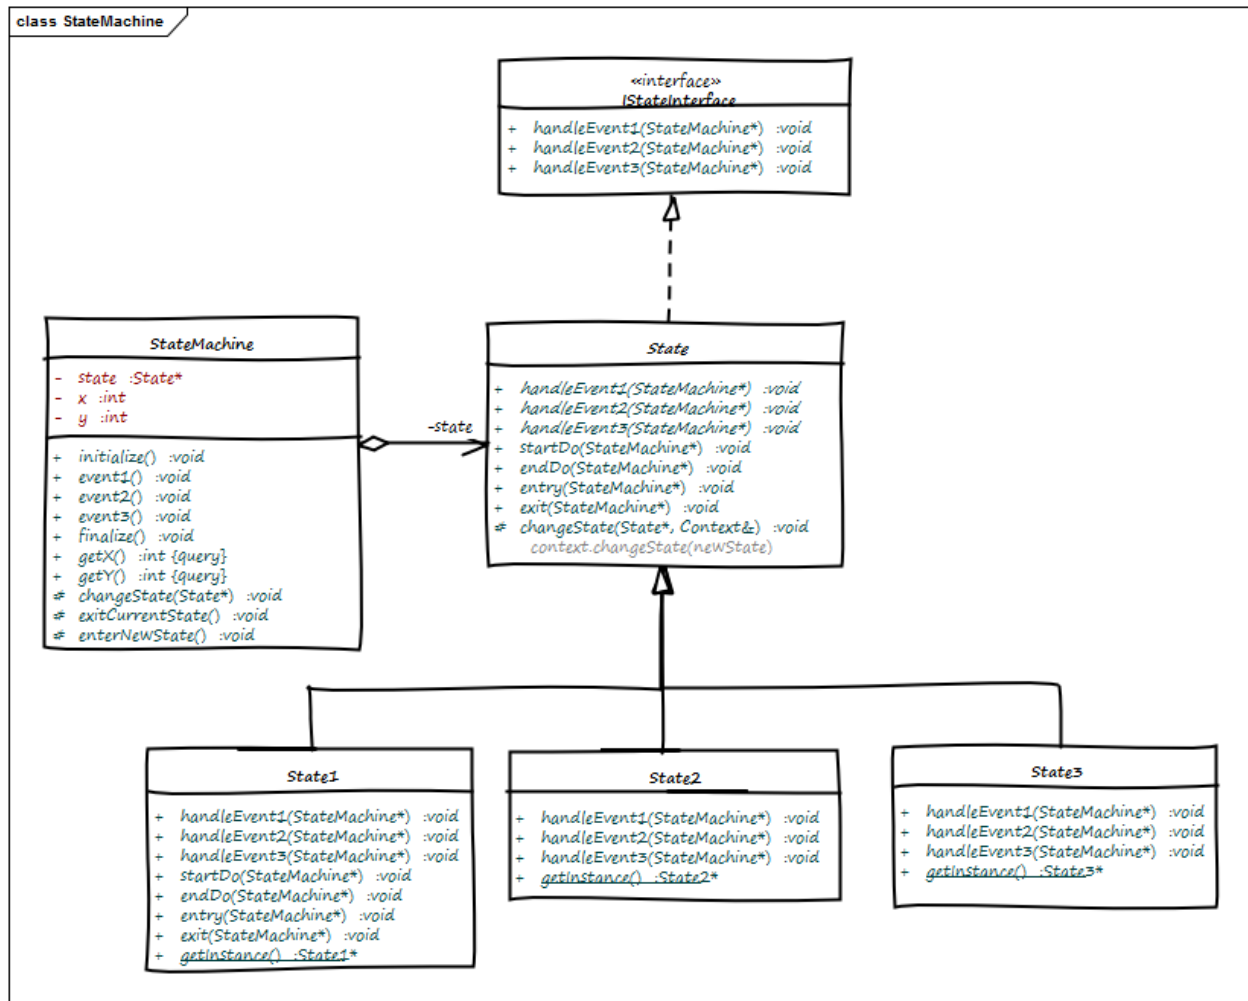 class StateMachine
«interface»
IStateInterface
+ handleEvent1(StateMachine*) :void
+ handleEvent2(StateMachine*) :void
+ handleEvent3(StateMachine*) :void
StateMachine
- state :State*
- x :int
- y :int
+ initialize() :void
+ event1() :void
+ event2() :void
+ event3() :void
+ finalize() :void
+ getX() :int {query}
+ getY() :int {query}
# changeState(State*) :void
# exitCurrentState() :void
# enterNewState() :void
-state
State
+ handleEvent1(StateMachine*) :void
+ handleEvent2(StateMachine*) :void
+ handleEvent3(StateMachine*) :void
+ startDo(StateMachine*) :void
+ endDo(StateMachine*) :void
+ entry(StateMachine*) :void
+ exit(StateMachine*) :void
# changeState(State*, Context&) :void
context.changeState(newState)
State1
+ handleEvent1(StateMachine*) :void
+ handleEvent2(StateMachine*) :void
+ handleEvent3(StateMachine*) :void
+ startDo(StateMachine*) :void
+ endDo(StateMachine*) :void
+ entry(StateMachine*) :void
+ exit(StateMachine*) :void
+ getInstance() :State1*
State2
+ handleEvent1(StateMachine*) :void
+ handleEvent2(StateMachine*) :void
+ handleEvent3(StateMachine*) :void
+ getInstance() :State2*
State3
+ handleEvent1(StateMachine*) :void
+ handleEvent2(StateMachine*) :void
+ handleEvent3(StateMachine*) :void
+ getInstance() :State3*